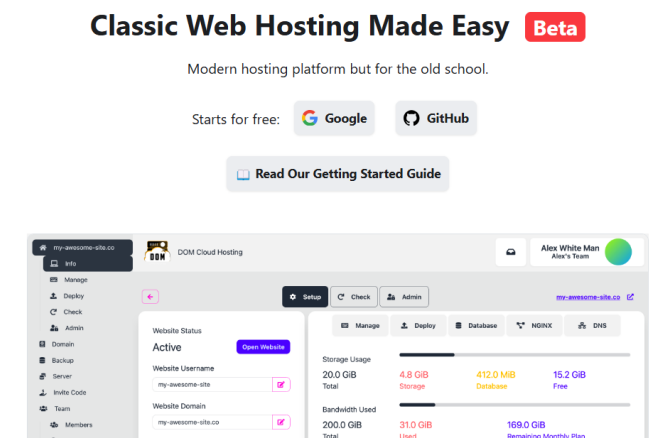 Classic Web Hosting Made Easy Beta
Modern hosting platform but for the old school.
Starts for free: Google GitHub
Read Our Getting Started Guide
my-awesome-site.co
Info
Manage
Deploy
Check
Admin
Domain
Backup
Server
Invite Code
Team
Members
DOM
DOM Cloud Hosting
Alex White Man
Alex's Team
Setup Check Admin
my-awesome-site.co
Website Status
Active Open Website
Website Username
my-awesome-site
Website Domain
my-awesome-site.co
Manage Deploy Database NGINX DNS
Storage Usage
20.0 GiB 4.8 GiB 412.0 MiB 15.2 GiB
Total Storage Database Free
Bandwidth Used
200.0 GiB 31.0 GiB 169.0 GiB
Total Used Remaining Monthly Plan